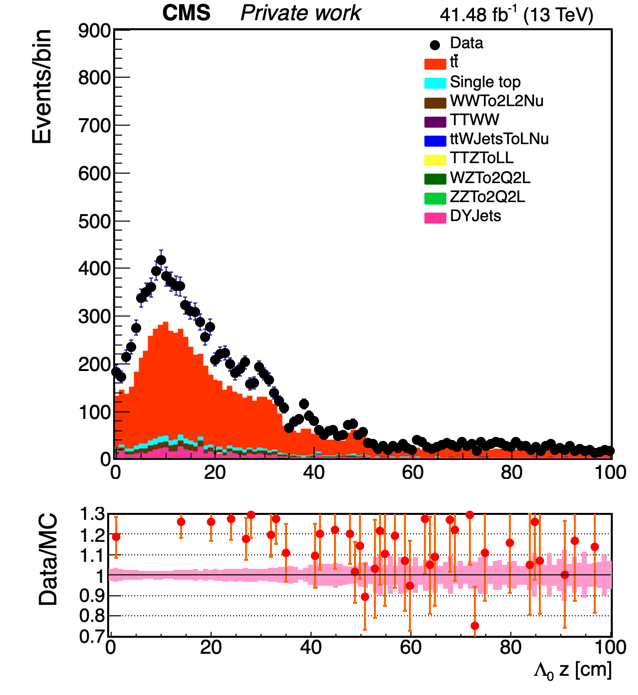 CMS Private work 41.48 fb⁻¹ (13 TeV)
Events/bin
900
800
700
600
500
400
300
200
100
0
Data
tt̄
Single top
WWTo2L2Nu
TTWW
ttWJetsToLNu
TTZToLL
WZTo2Q2L
ZZTo2Q2L
DYJets
0 20 40 60 80 100
Data/MC
1.3
1.2
1.1
1
0.9
0.8
0.7
0 20 40 60 80 100
Λ₀ z [cm]